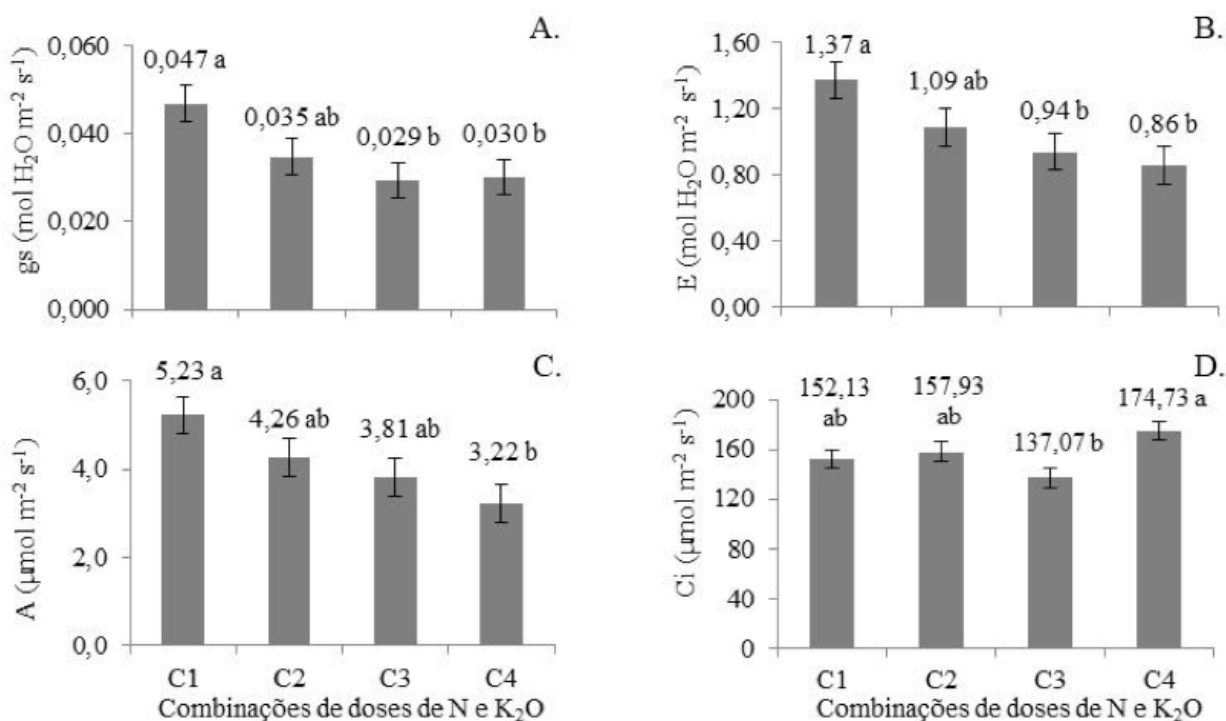 A.
gs (mol H₂O m⁻² s⁻¹)
0,060
0,040
0,020
0,000
0,047 a
0,035 ab
0,029 b
0,030 b
B.
E (mol H₂O m⁻² s⁻¹)
1,60
1,20
0,80
0,40
0,00
1,37 a
1,09 ab
0,94 b
0,86 b
C.
A (µmol m⁻² s⁻¹)
6,0
4,0
2,0
0,0
5,23 a
4,26 ab
3,81 ab
3,22 b
C1 C2 C3 C4
Combinações de doses de N e K₂O
D.
Ci (µmol m⁻² s⁻¹)
200
160
120
80
40
0
152,13
ab
157,93
ab
137,07 b
174,73 a
C1 C2 C3 C4
Combinações de doses de N e K₂O